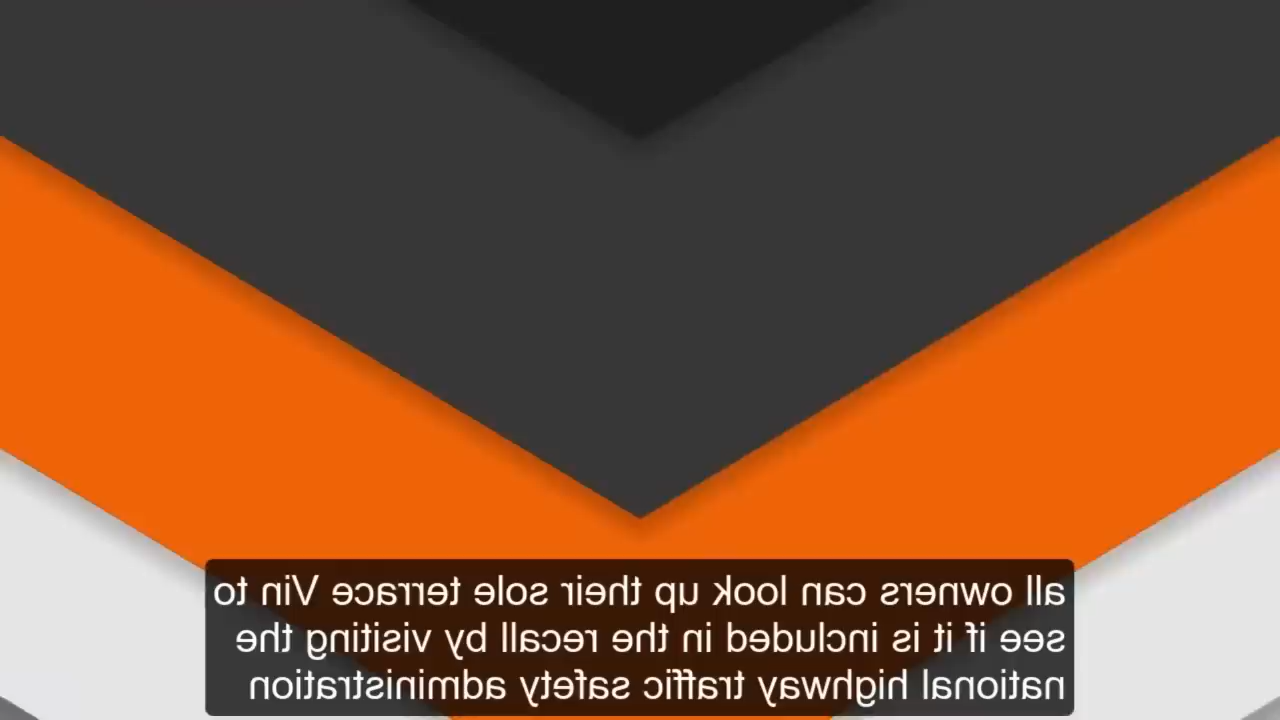 all owners can look up their sole terrace Vin to
see if it is included in the recall by visiting the
national highway traffic safety administration